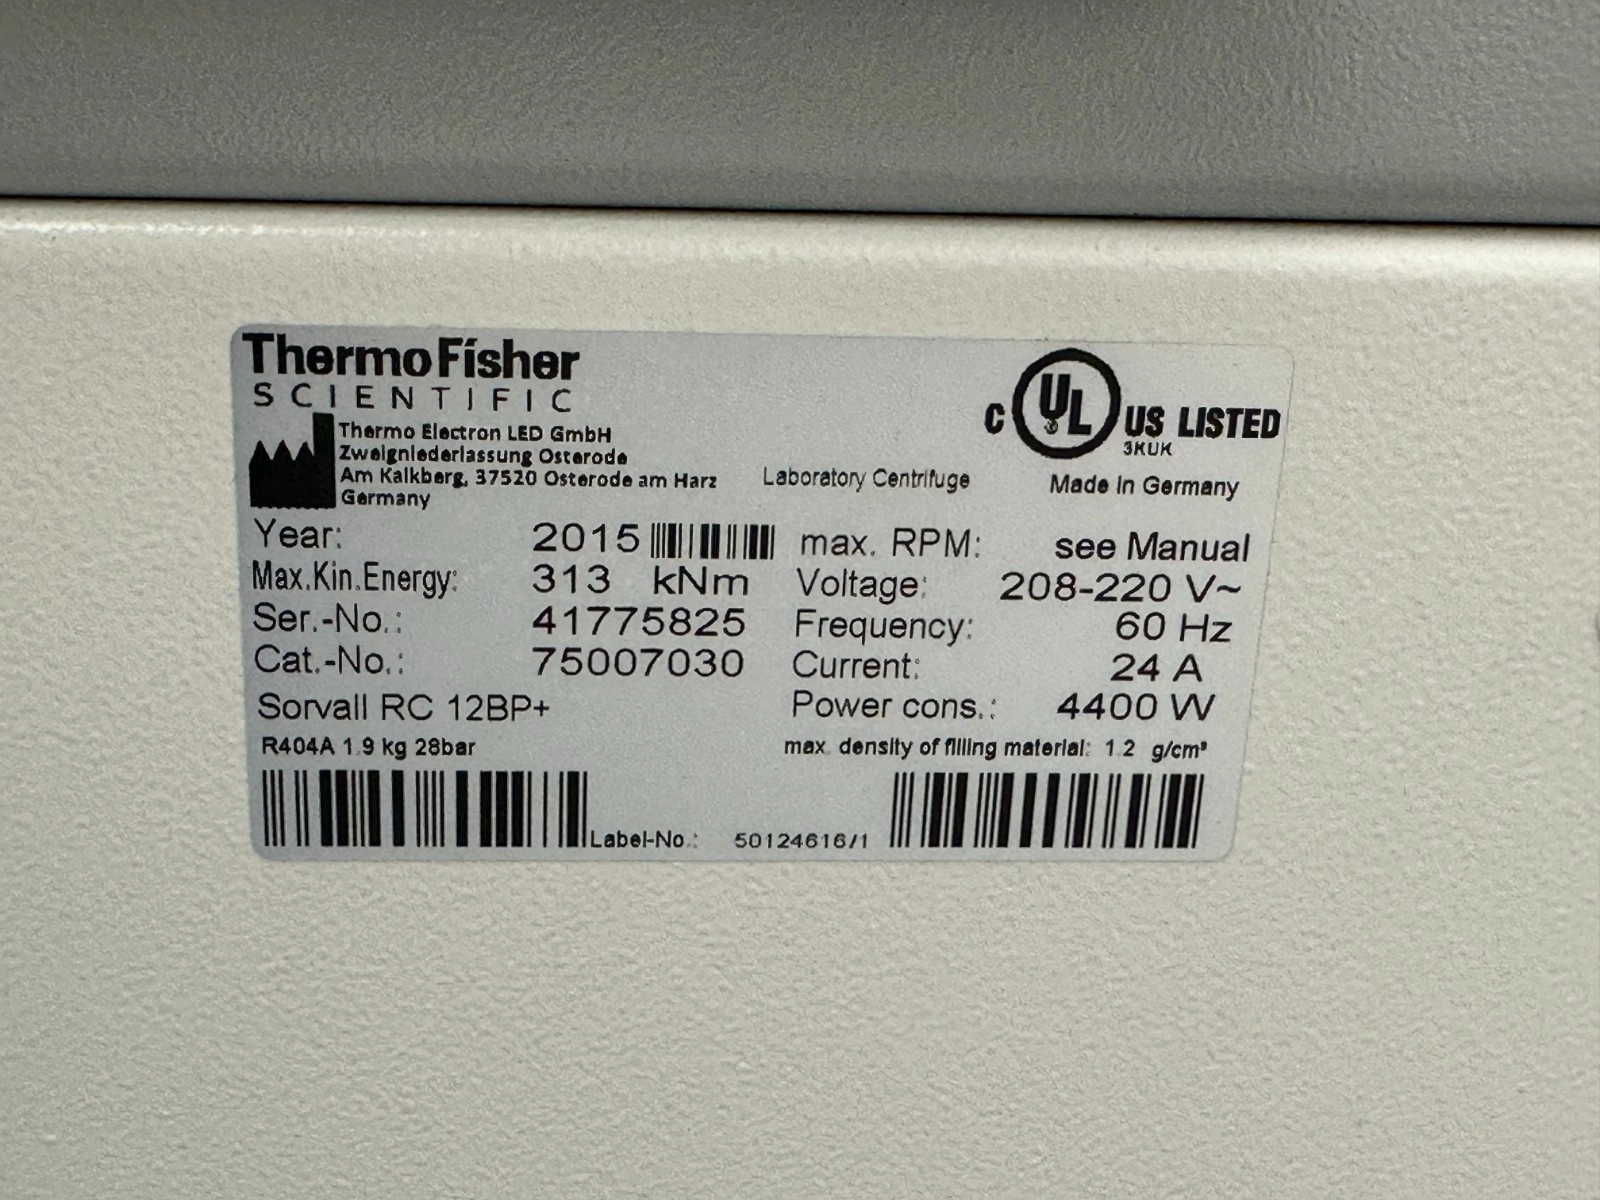 ThermoFisher
SCIENTIFIC
Thermo Electron LED GmbH
Zweigniederlassung Osterode
Am Kalkberg, 37520 Osterode am Harz
Germany
Laboratory Centrifuge
C UL US LISTED
3KUK
Made In Germany
Year: 2015
Max.Kin.Energy: 313 kNm
Ser.-No.: 41775825
Cat.-No.: 75007030
Sorvall RC 12BP+
R404A 1.9 kg 28bar
max. RPM: see Manual
Voltage: 208-220 V~
Frequency: 60 Hz
Current: 24 A
Power cons.: 4400 W
max. density of filling material: 1.2 g/cm³
Label-No.: 50124616/1